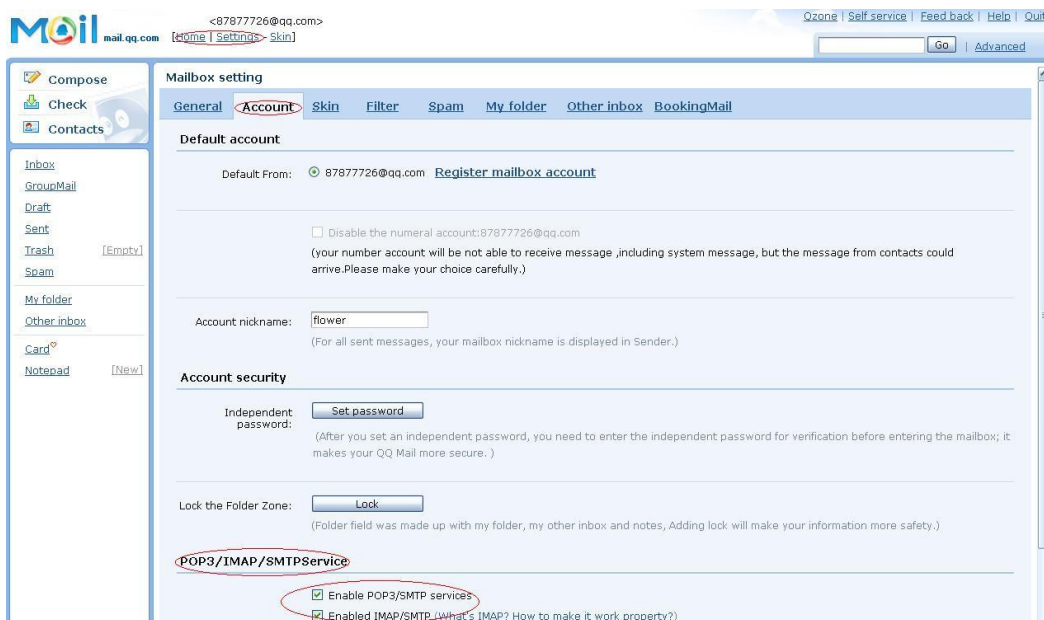 MOil mail.qq.com
<87877726@qq.com>
[Home | Settings - Skin]
Qzone | Self service | Feed back | Help | Quit
Go | Advanced
Compose
Check
Contacts
Inbox
GroupMail
Draft
Sent
Trash [Empty]
Spam
My folder
Other inbox
Card
Notepad [New]
Mailbox setting
General Account Skin Filter Spam My folder Other inbox BookingMail
Default account
Default From: 87877726@qq.com Register mailbox account
Disable the numeral account:87877726@qq.com
(your number account will be not able to receive message ,including system message, but the message from contacts could
arrive.Please make your choice carefully.)
Account nickname: flower
(For all sent messages, your mailbox nickname is displayed in Sender.)
Account security
Independent
password:
Set password
(After you set an independent password, you need to enter the independent password for verification before entering the mailbox; it
makes your QQ Mail more secure. )
Lock the Folder Zone: Lock
(Folder field was made up with my folder, my other inbox and notes, Adding lock will make your information more safety.)
POP3/IMAP/SMTPService
Enable POP3/SMTP services
Enabled IMAP/SMTP (What's IMAP? How to make it work property?)